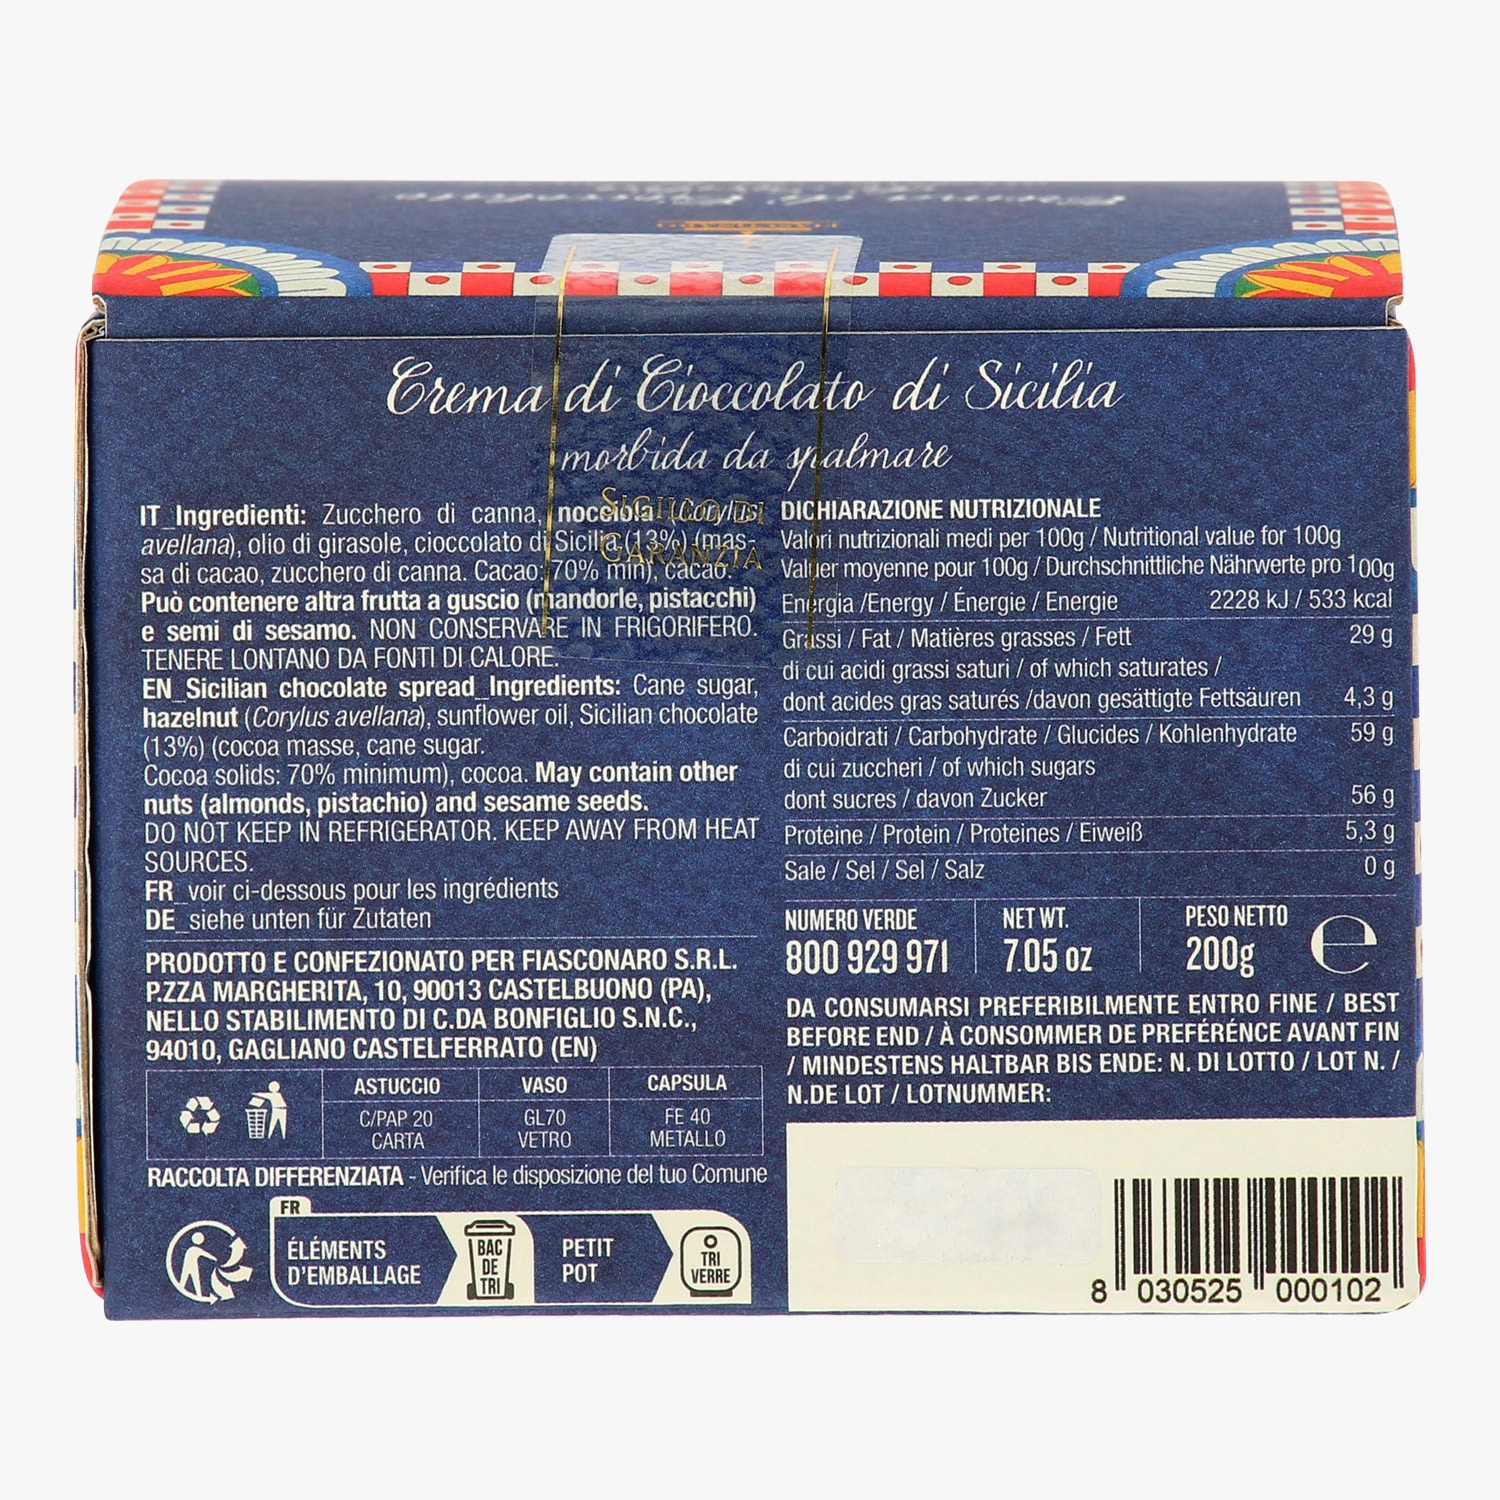 Crema di Cioccolato di Sicilia
morbida da spalmare
SIGILLO DI
GARANZIA
IT_Ingredienti: Zucchero di canna, nocciola (Corylus
avellana), olio di girasole, cioccolato di Sicilia (13%) (mas-
sa di cacao, zucchero di canna. Cacao: 70% min), cacao.
Può contenere altra frutta a guscio (mandorle, pistacchi)
e semi di sesamo. NON CONSERVARE IN FRIGORIFERO.
TENERE LONTANO DA FONTI DI CALORE.
EN_Sicilian chocolate spread_Ingredients: Cane sugar,
hazelnut (Corylus avellana), sunflower oil, Sicilian chocolate
(13%) (cocoa masse, cane sugar.
Cocoa solids: 70% minimum), cocoa. May contain other
nuts (almonds, pistachio) and sesame seeds.
DO NOT KEEP IN REFRIGERATOR. KEEP AWAY FROM HEAT
SOURCES.
FR_voir ci-dessous pour les ingrédients
DE_siehe unten für Zutaten
PRODOTTO E CONFEZIONATO PER FIASCONARO S.R.L.
P.ZZA MARGHERITA, 10, 90013 CASTELBUONO (PA),
NELLO STABILIMENTO DI C.DA BONFIGLIO S.N.C.,
94010, GAGLIANO CASTELFERRATO (EN)
ASTUCCIO VASO CAPSULA
C/PAP 20 GL70 FE 40
CARTA VETRO METALLO
RACCOLTA DIFFERENZIATA - Verifica le disposizione del tuo Comune
FR
ÉLÉMENTS
D'EMBALLAGE
BAC
DE
TRI
PETIT
POT
TRI
VERRE
DICHIARAZIONE NUTRIZIONALE
Valori nutrizionali medi per 100g / Nutritional value for 100g
Valuer moyenne pour 100g / Durchschnittliche Nährwerte pro 100g
Energia /Energy / Énergie / Energie 2228 kJ / 533 kcal
Grassi / Fat / Matières grasses / Fett 29 g
di cui acidi grassi saturi / of which saturates /
dont acides gras saturés /davon gesättigte Fettsäuren 4,3 g
Carboidrati / Carbohydrate / Glucides / Kohlenhydrate 59 g
di cui zuccheri / of which sugars
dont sucres / davon Zucker 56 g
Proteine / Protein / Proteines / Eiweiß 5,3 g
Sale / Sel / Sel / Salz 0 g
NUMERO VERDE
800 929 971
NET WT.
7.05 oz
PESO NETTO
200g e
DA CONSUMARSI PREFERIBILMENTE ENTRO FINE / BEST
BEFORE END / À CONSOMMER DE PREFÉRÉNCE AVANT FIN
/ MINDESTENS HALTBAR BIS ENDE: N. DI LOTTO / LOT N. /
N.DE LOT / LOTNUMMER:
8 030525 000102